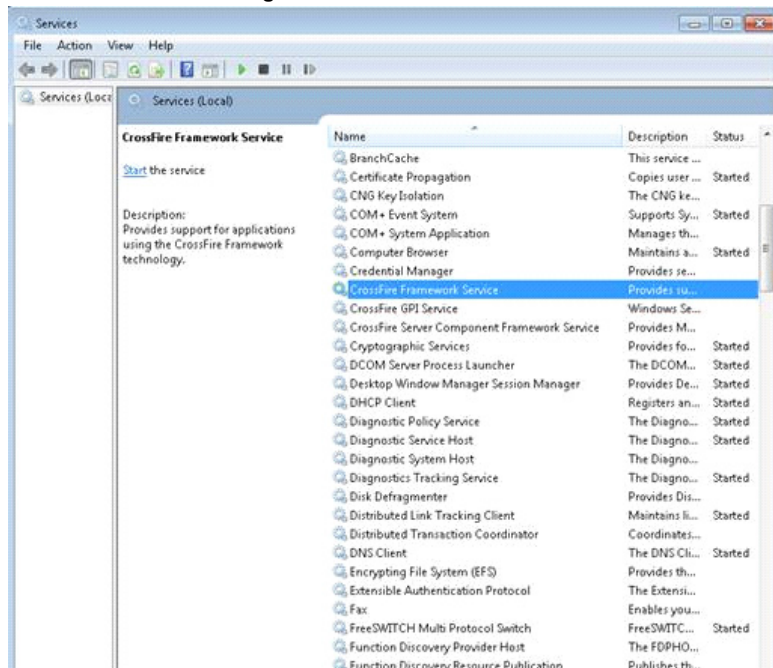 Services
File Action View Help
Services (Loca
Services (Local)
CrossFire Framework Service
Start the service
Description:
Provides support for applications
using the CrossFire Framework
technology.
Name Description Status
BranchCache This service ...
Certificate Propagation Copies user ... Started
CNG Key Isolation The CNG ke...
COM+ Event System Supports Sy... Started
COM+ System Application Manages th...
Computer Browser Maintains a... Started
Credential Manager Provides se...
CrossFire Framework Service Provides su...
CrossFire GPI Service Windows Se...
CrossFire Server Component Framework Service Provides M...
Cryptographic Services Provides fo... Started
DCOM Server Process Launcher The DCOM... Started
Desktop Window Manager Session Manager Provides De... Started
DHCP Client Registers an... Started
Diagnostic Policy Service The Diagno... Started
Diagnostic Service Host The Diagno... Started
Diagnostic System Host The Diagno...
Diagnostics Tracking Service The Diagno... Started
Disk Defragmenter Provides Dis...
Distributed Link Tracking Client Maintains li... Started
Distributed Transaction Coordinator Coordinates...
DNS Client The DNS Cli... Started
Encrypting File System (EFS) Provides th...
Extensible Authentication Protocol The Extensi...
Fax Enables you...
FreeSWITCH Multi Protocol Switch FreeSWITC... Started
Function Discovery Provider Host The FDPHO...
Function Discovery Resource Publication Publishes th...